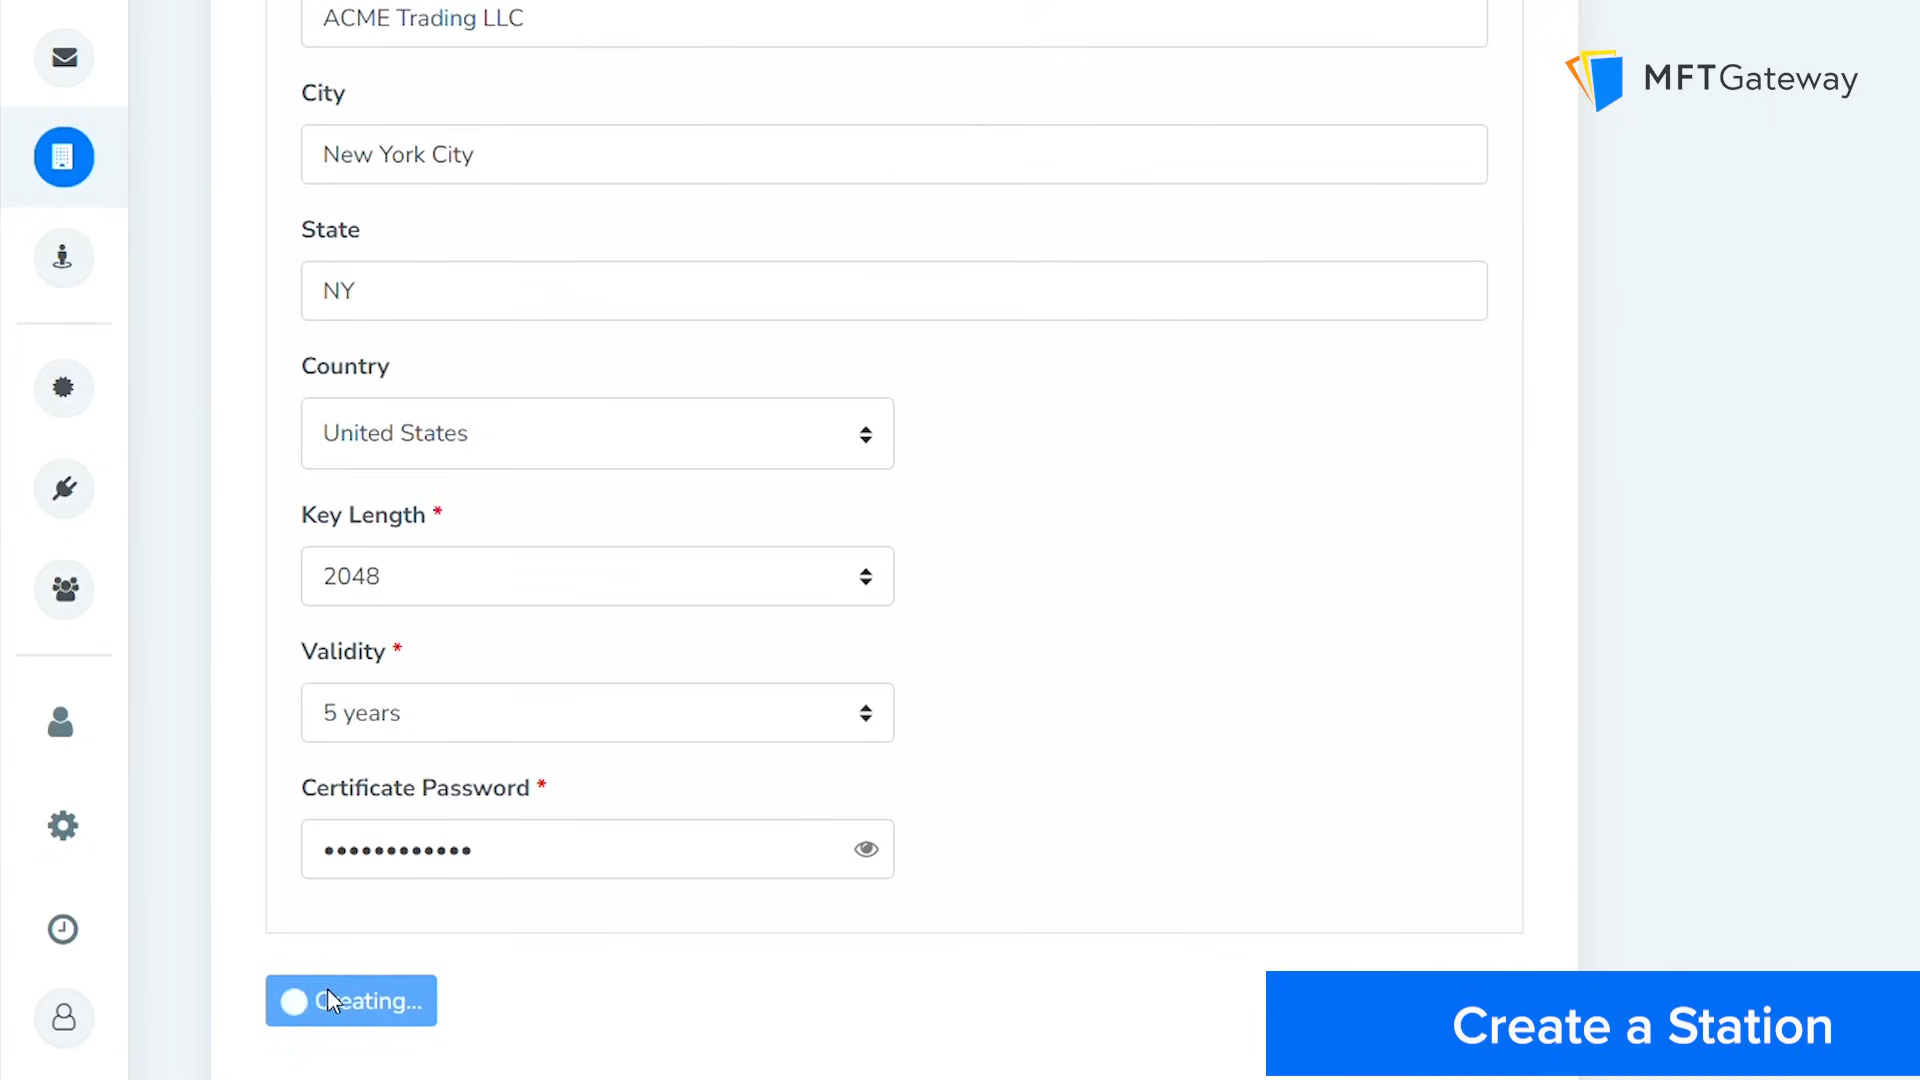 ACME Trading LLC
MFTGateway
City
New York City
State
NY
Country
United States
Key Length *
2048
Validity *
5 years
Certificate Password *
••••••••••••
Creating...
Create a Station